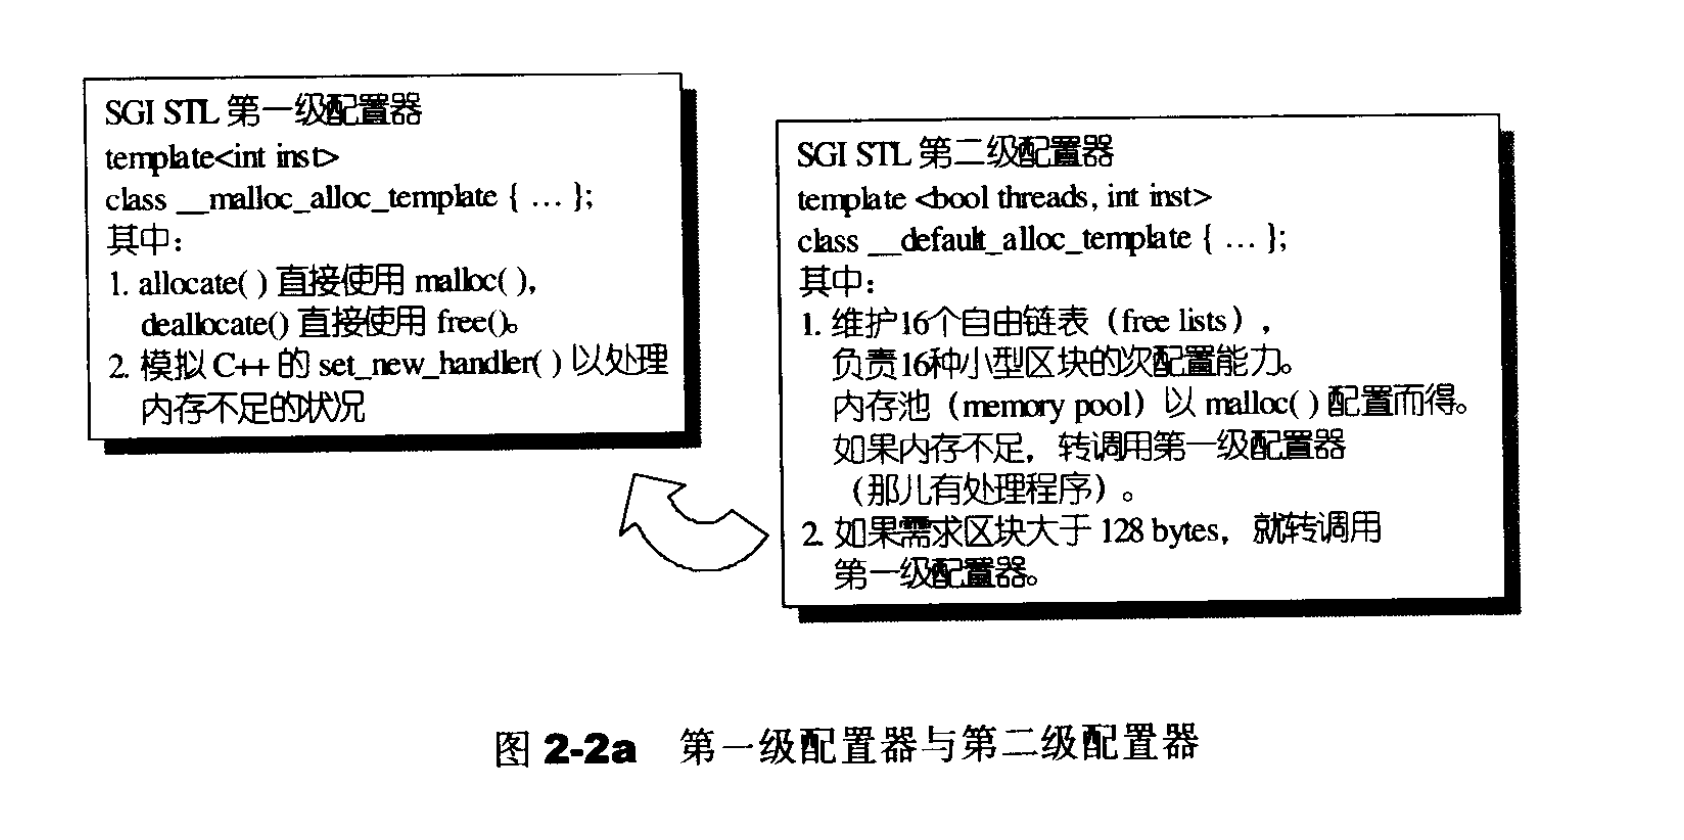 SGI STL 第一级配置器
template<int inst>
class __malloc_alloc_template { … };
其中：
1. allocate( ) 直接使用 malloc( ),
deallocate() 直接使用 free()。
2. 模拟 C++ 的 set_new_handler( ) 以处理
内存不足的状况
SGI STL 第二级配置器
template <bool threads, int inst>
class __default_alloc_template { … };
其中：
1. 维护16个自由链表（free lists），
负责16种小型区块的次配置能力。
内存池（memory pool）以 malloc( ) 配置而得。
如果内存不足，转调用第一级配置器
（那儿有处理程序）。
2. 如果需求区块大于 128 bytes，就转调用
第一级配置器。
图 2-2a 第一级配置器与第二级配置器